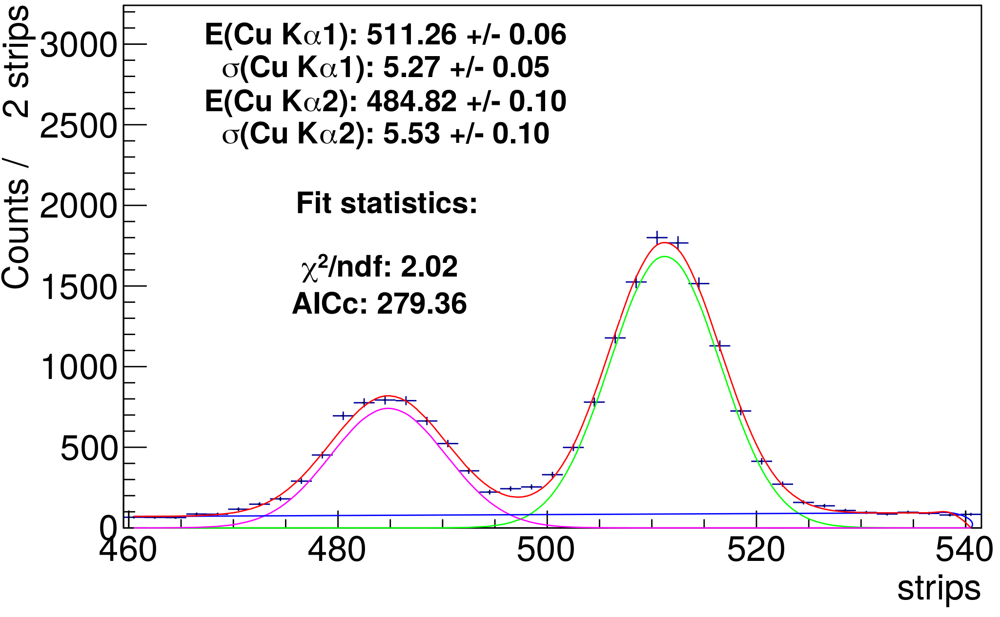 E(Cu Kα1): 511.26 +/- 0.06
σ(Cu Kα1): 5.27 +/- 0.05
E(Cu Kα2): 484.82 +/- 0.10
σ(Cu Kα2): 5.53 +/- 0.10
Fit statistics:
χ²/ndf: 2.02
AICc: 279.36
Counts / 2 strips
3000
2500
2000
1500
1000
500
0
460 480 500 520 540
strips